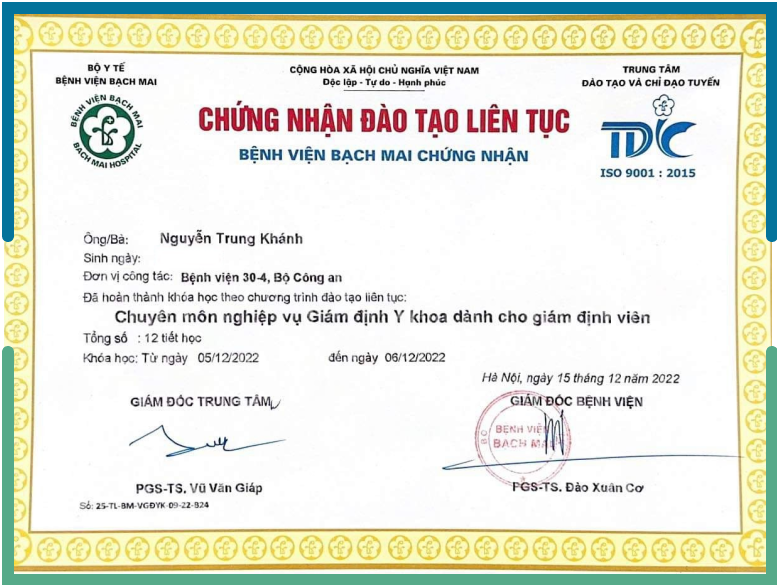 BỘ Y TẾ
BỆNH VIỆN BẠCH MAI
BỆNH VIỆN BẠCH MAI
BACH MAI HOSPITAL
CỘNG HÒA XÃ HỘI CHỦ NGHĨA VIỆT NAM
Độc lập - Tự do - Hạnh phúc
TRUNG TÂM
ĐÀO TẠO VÀ CHỈ ĐẠO TUYẾN
TDC
ISO 9001 : 2015
CHỨNG NHẬN ĐÀO TẠO LIÊN TỤC
BỆNH VIỆN BẠCH MAI CHỨNG NHẬN
Ông/Bà: Nguyễn Trung Khánh
Sinh ngày:
Đơn vị công tác: Bệnh viện 30-4, Bộ Công an
Đã hoàn thành khóa học theo chương trình đào tạo liên tục:
Chuyên môn nghiệp vụ Giám định Y khoa dành cho giám định viên
Tổng số : 12 tiết học
Khóa học: Từ ngày 05/12/2022 đến ngày 06/12/2022
Hà Nội, ngày 15 tháng 12 năm 2022
GIÁM ĐỐC TRUNG TÂM
GIÁM ĐỐC BỆNH VIỆN
BỆNH VIỆN
BẠCH MAI
PGS-TS. Vũ Văn Giáp
PGS-TS. Đào Xuân Cơ
Số: 25-TL-BM-VGĐYK-09-22-B24